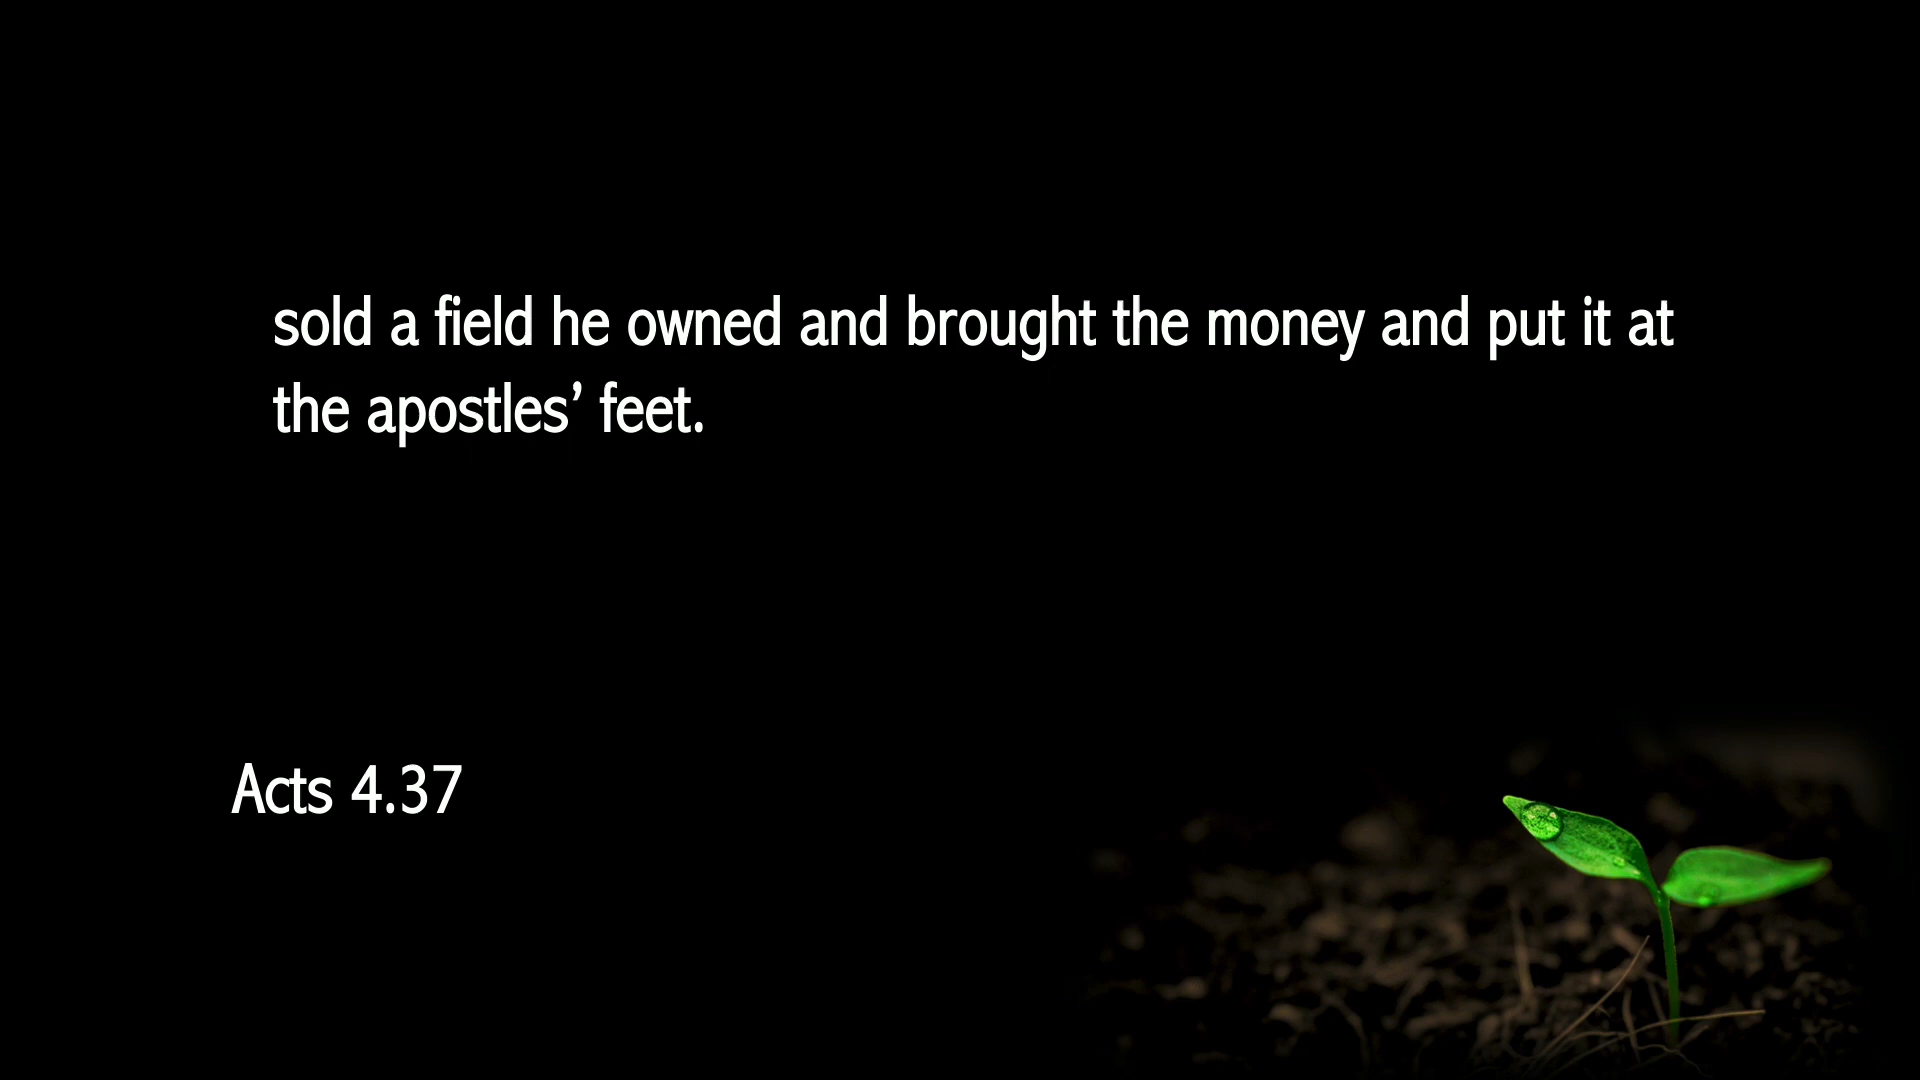 sold a field he owned and brought the money and put it at
the apostles’ feet.
Acts 4.37